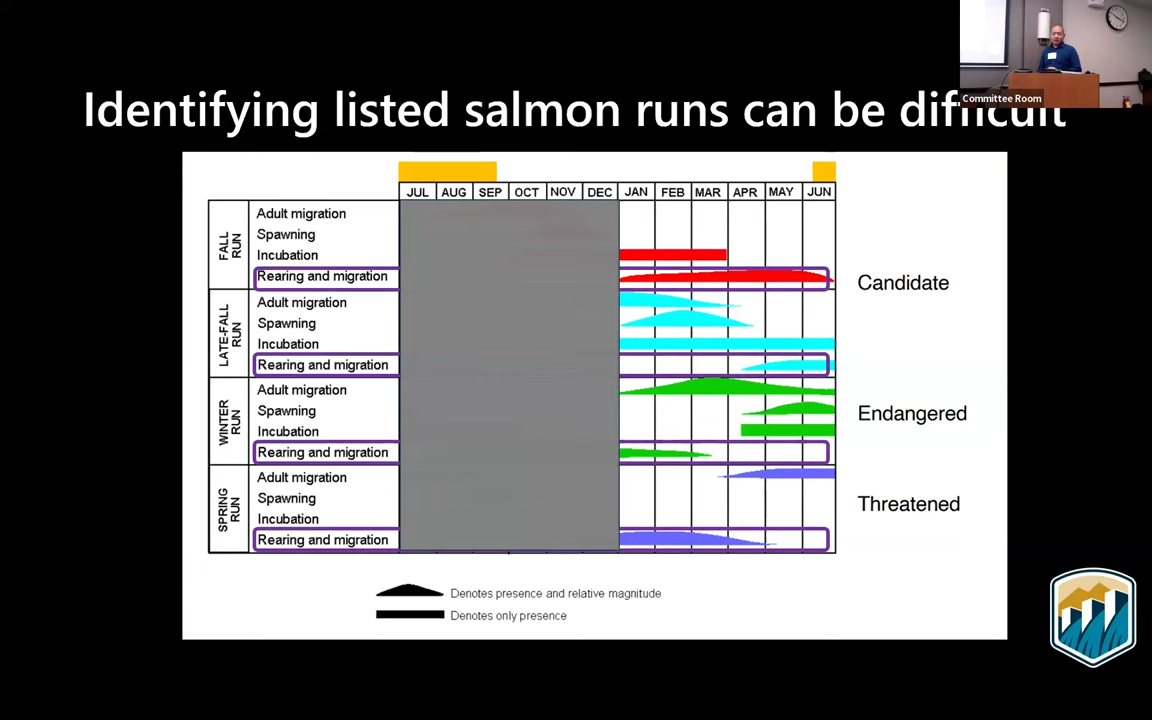 Committee Room
Identifying listed salmon runs can be difficult
JUL AUG SEP OCT NOV DEC JAN FEB MAR APR MAY JUN
FALL RUN
Adult migration
Spawning
Incubation
Rearing and migration
Candidate
LATE-FALL RUN
Adult migration
Spawning
Incubation
Rearing and migration
WINTER RUN
Adult migration
Spawning
Incubation
Rearing and migration
Endangered
SPRING RUN
Adult migration
Spawning
Incubation
Rearing and migration
Threatened
Denotes presence and relative magnitude
Denotes only presence